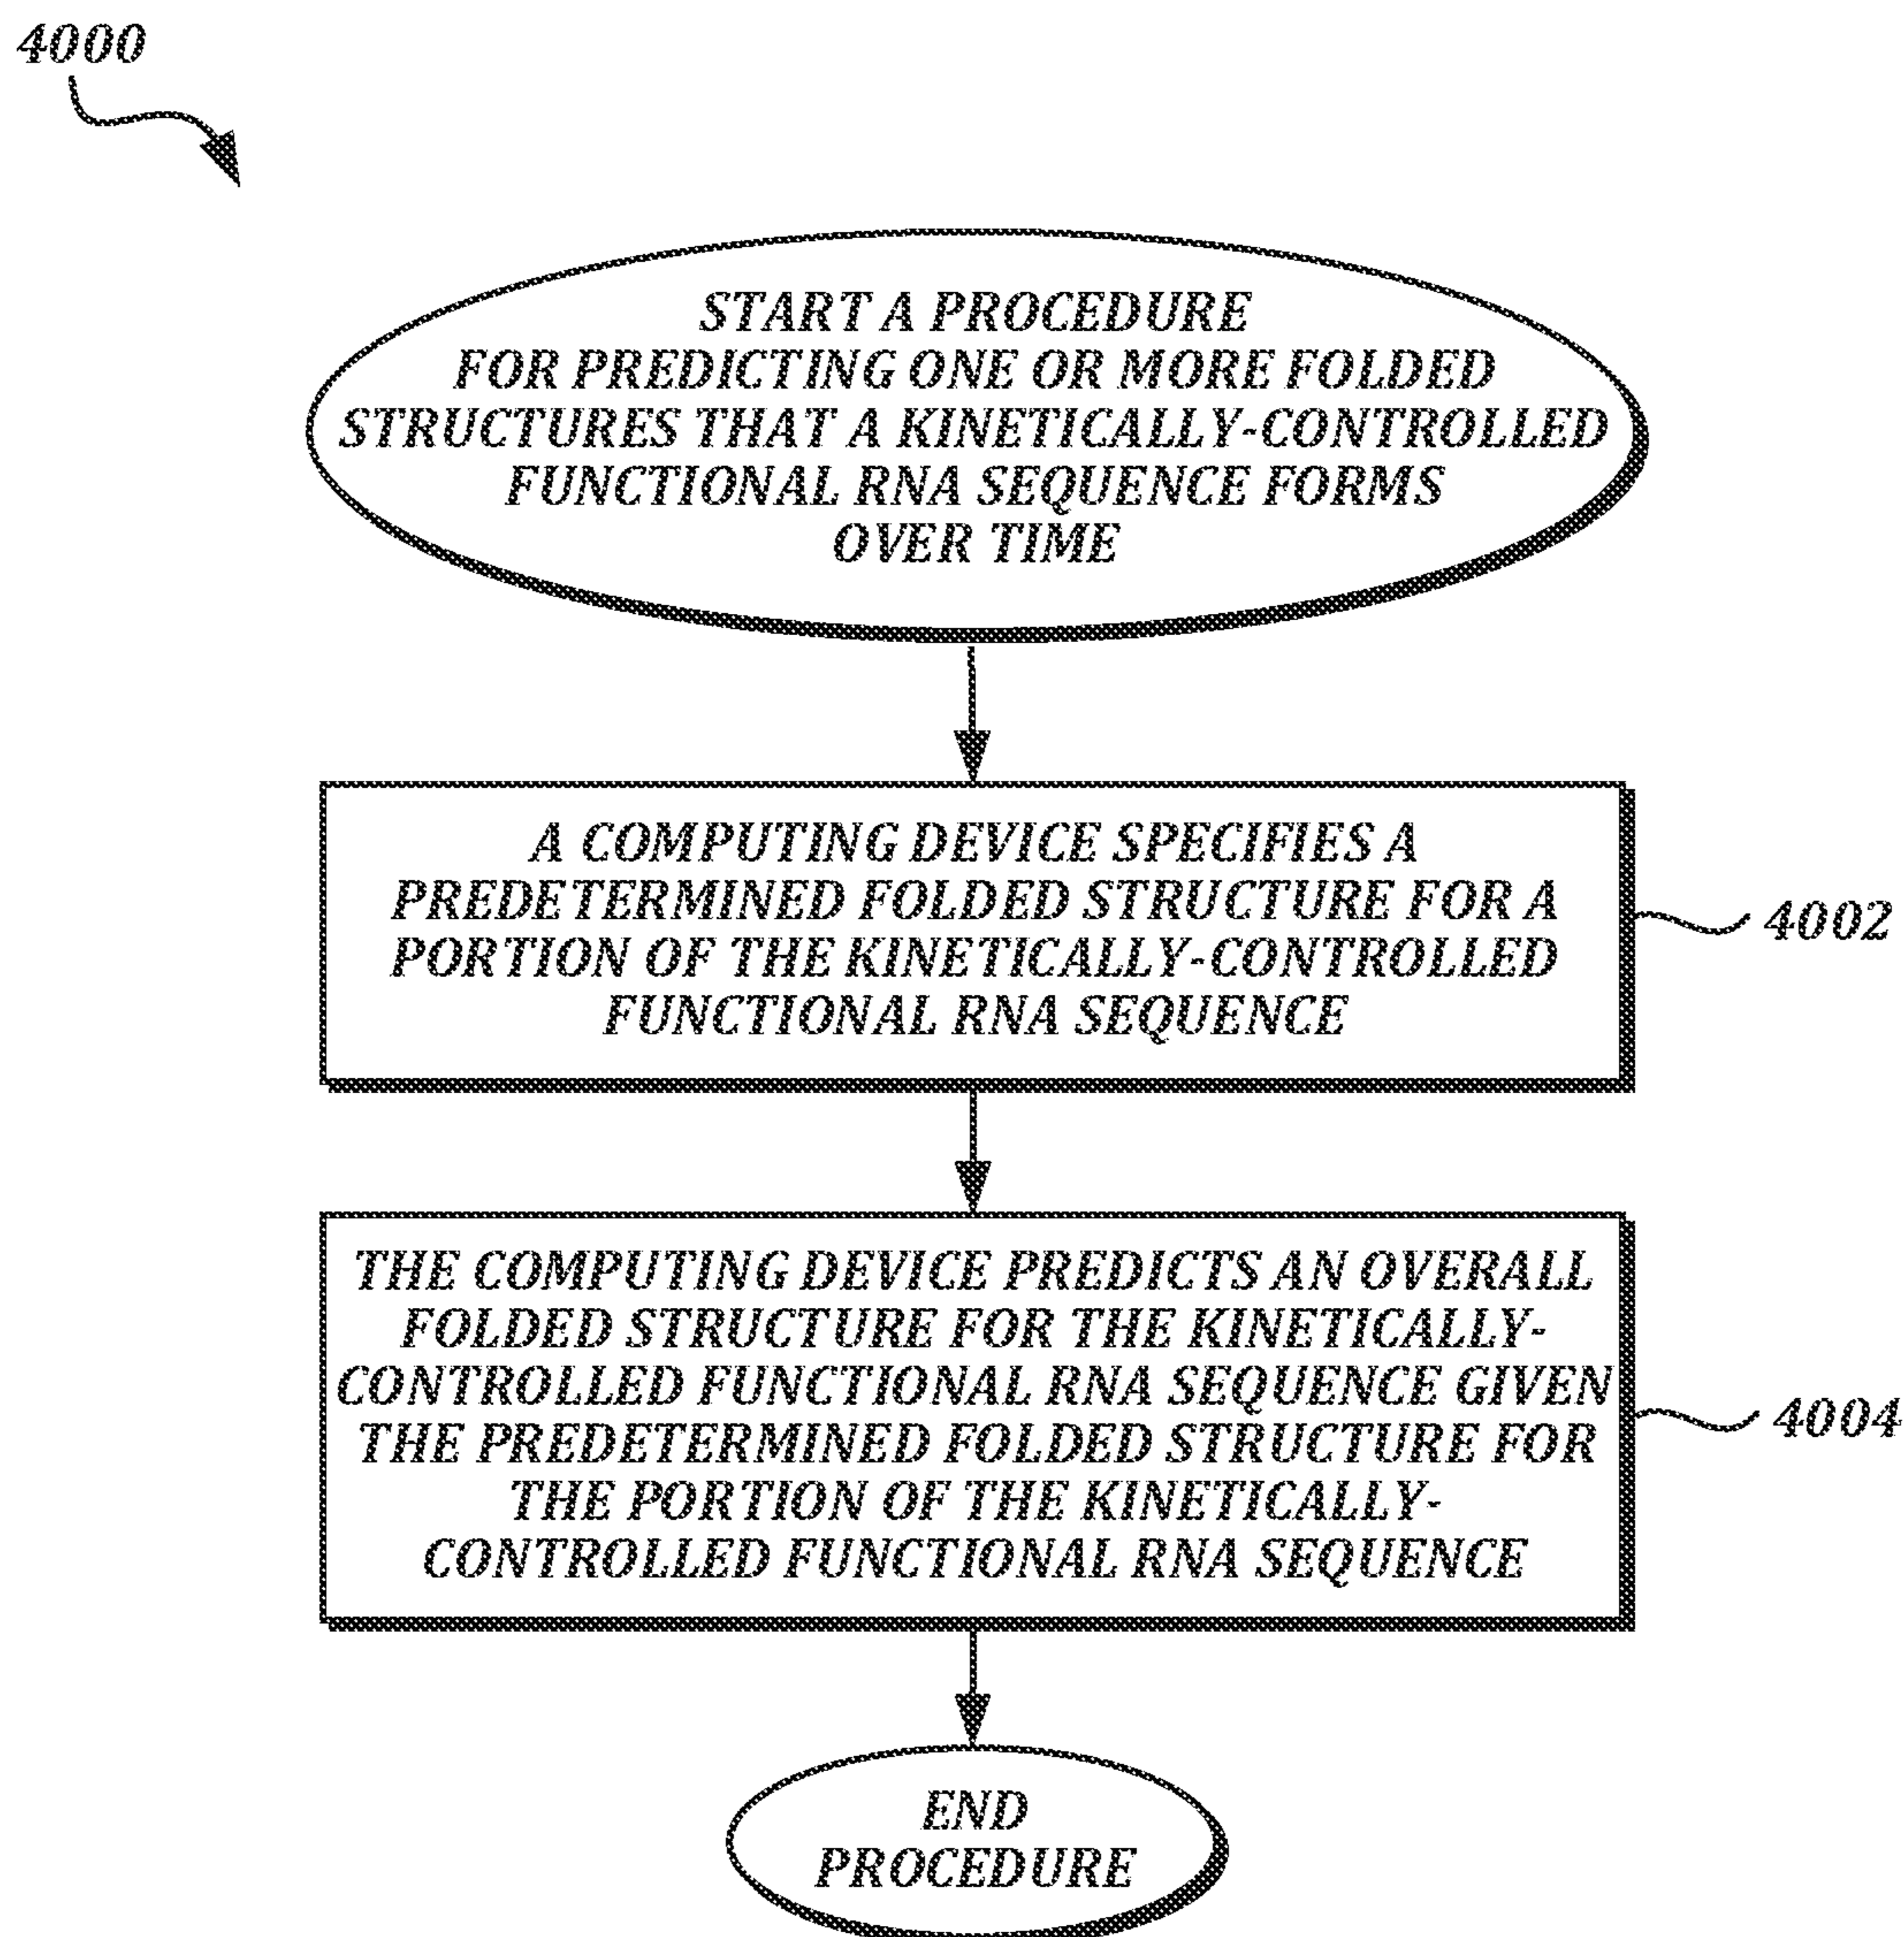 4000
START A PROCEDURE
FOR PREDICTING ONE OR MORE FOLDED
STRUCTURES THAT A KINETICALLY-CONTROLLED
FUNCTIONAL RNA SEQUENCE FORMS
OVER TIME
A COMPUTING DEVICE SPECIFIES A
PREDETERMINED FOLDED STRUCTURE FOR A
PORTION OF THE KINETICALLY-CONTROLLED
FUNCTIONAL RNA SEQUENCE
4002
THE COMPUTING DEVICE PREDICTS AN OVERALL
FOLDED STRUCTURE FOR THE KINETICALLY-
CONTROLLED FUNCTIONAL RNA SEQUENCE GIVEN
THE PREDETERMINED FOLDED STRUCTURE FOR
THE PORTION OF THE KINETICALLY-
CONTROLLED FUNCTIONAL RNA SEQUENCE
4004
END
PROCEDURE